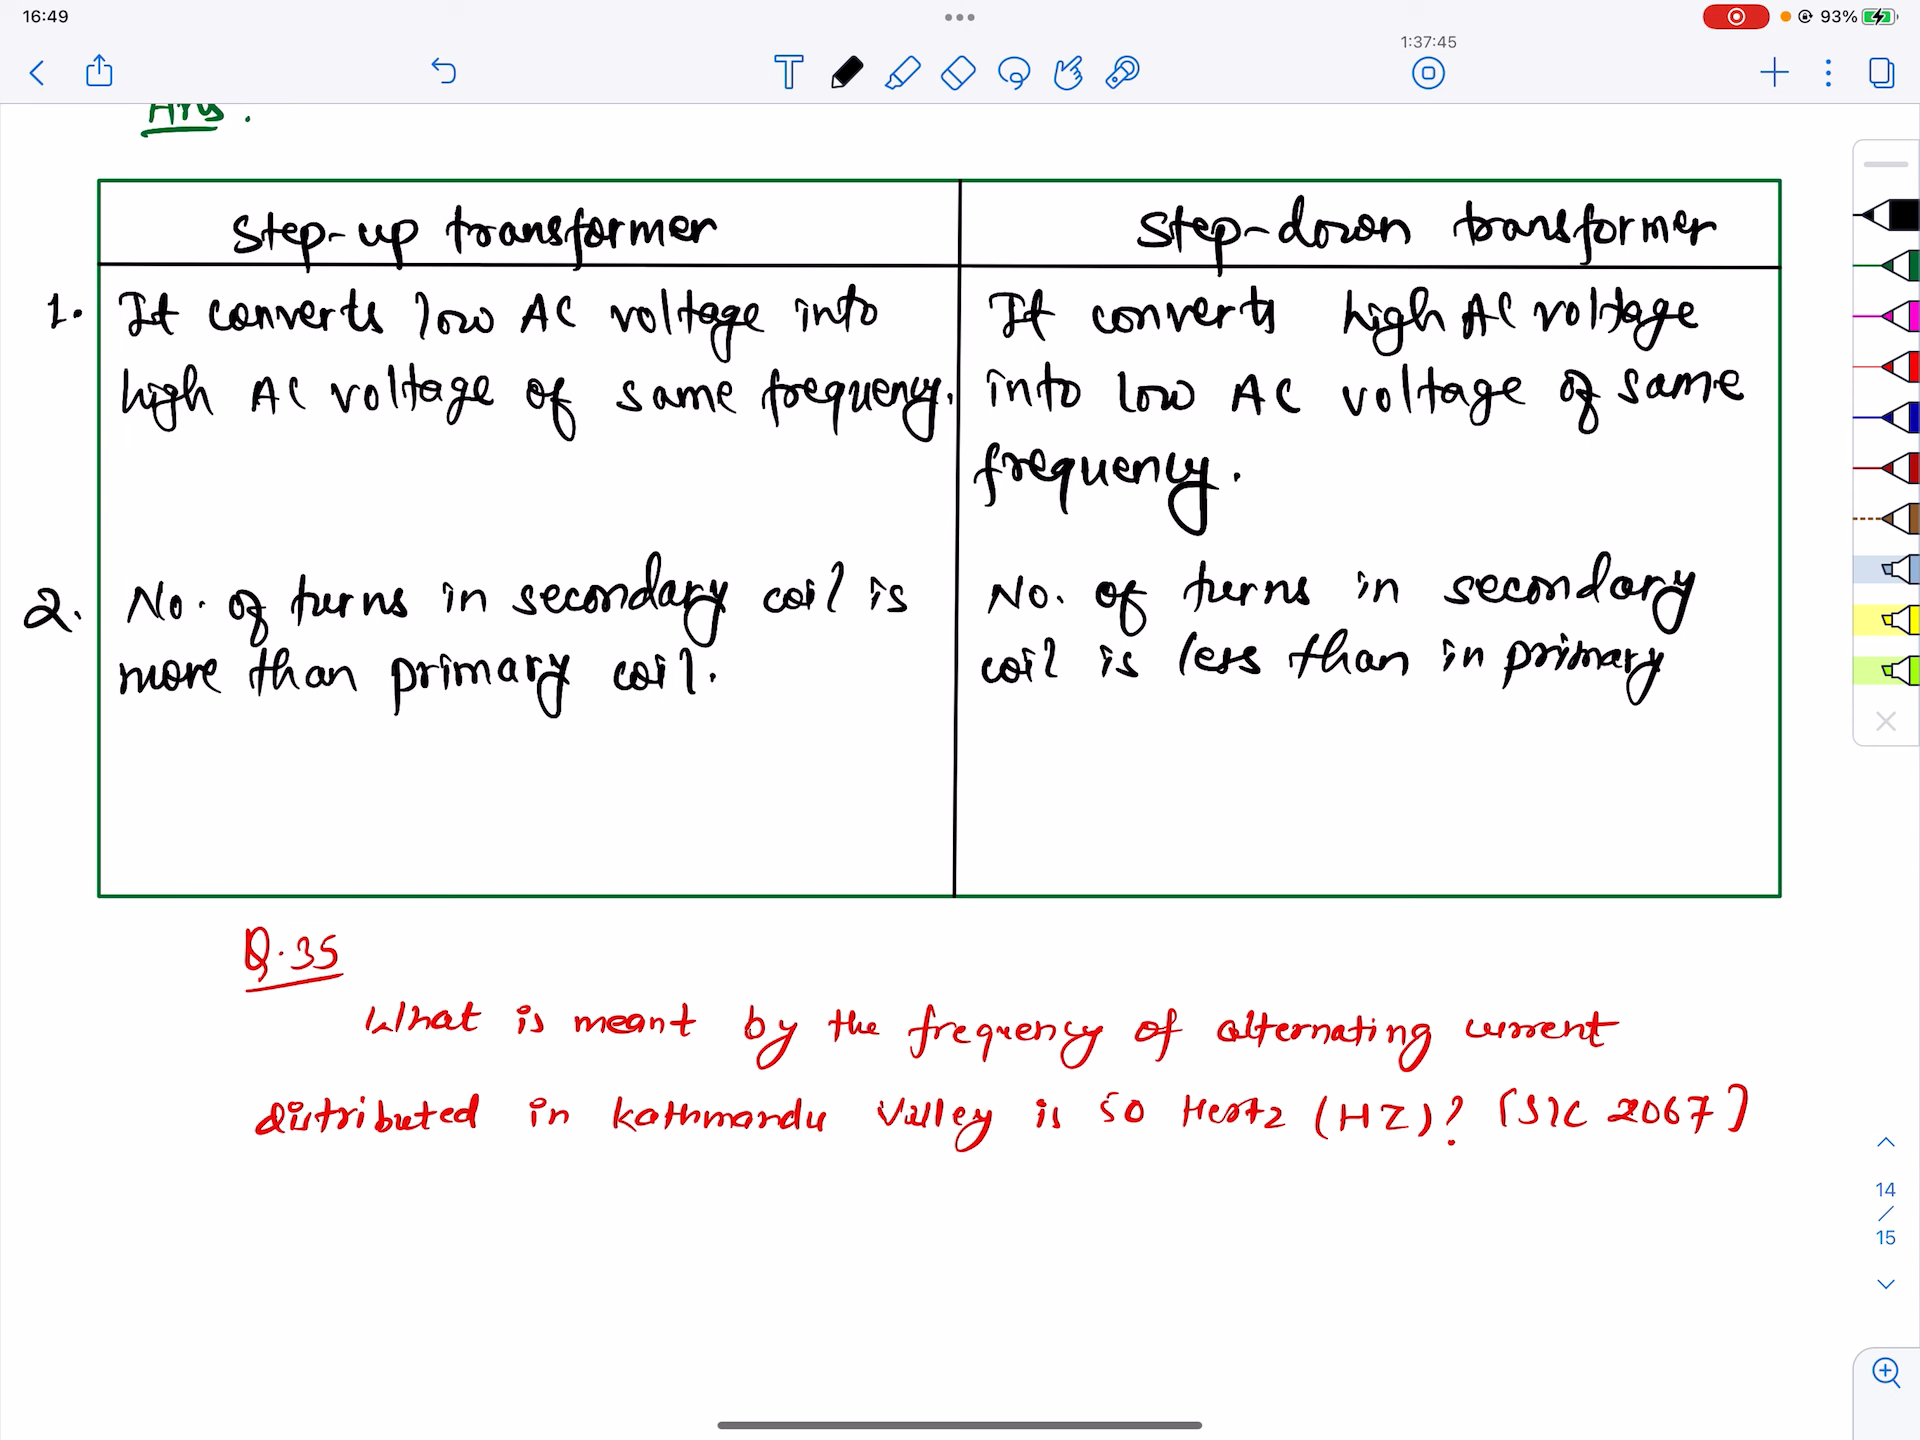 16:49
93%
1:37:45
T
Ans.
Step-up transformer
Step-down transformer
1. It converts low AC voltage into
high AC voltage of same frequency.
It converts high AC voltage
into low AC voltage of same
frequency.
2. No. of turns in secondary coil is
more than primary coil.
No. of turns in secondary
coil is less than in primary
Q.35
What is meant by the frequency of alternating current
distributed in Kathmandu Valley is 50 Hertz (HZ)? [SLC 2067]
14
/
15